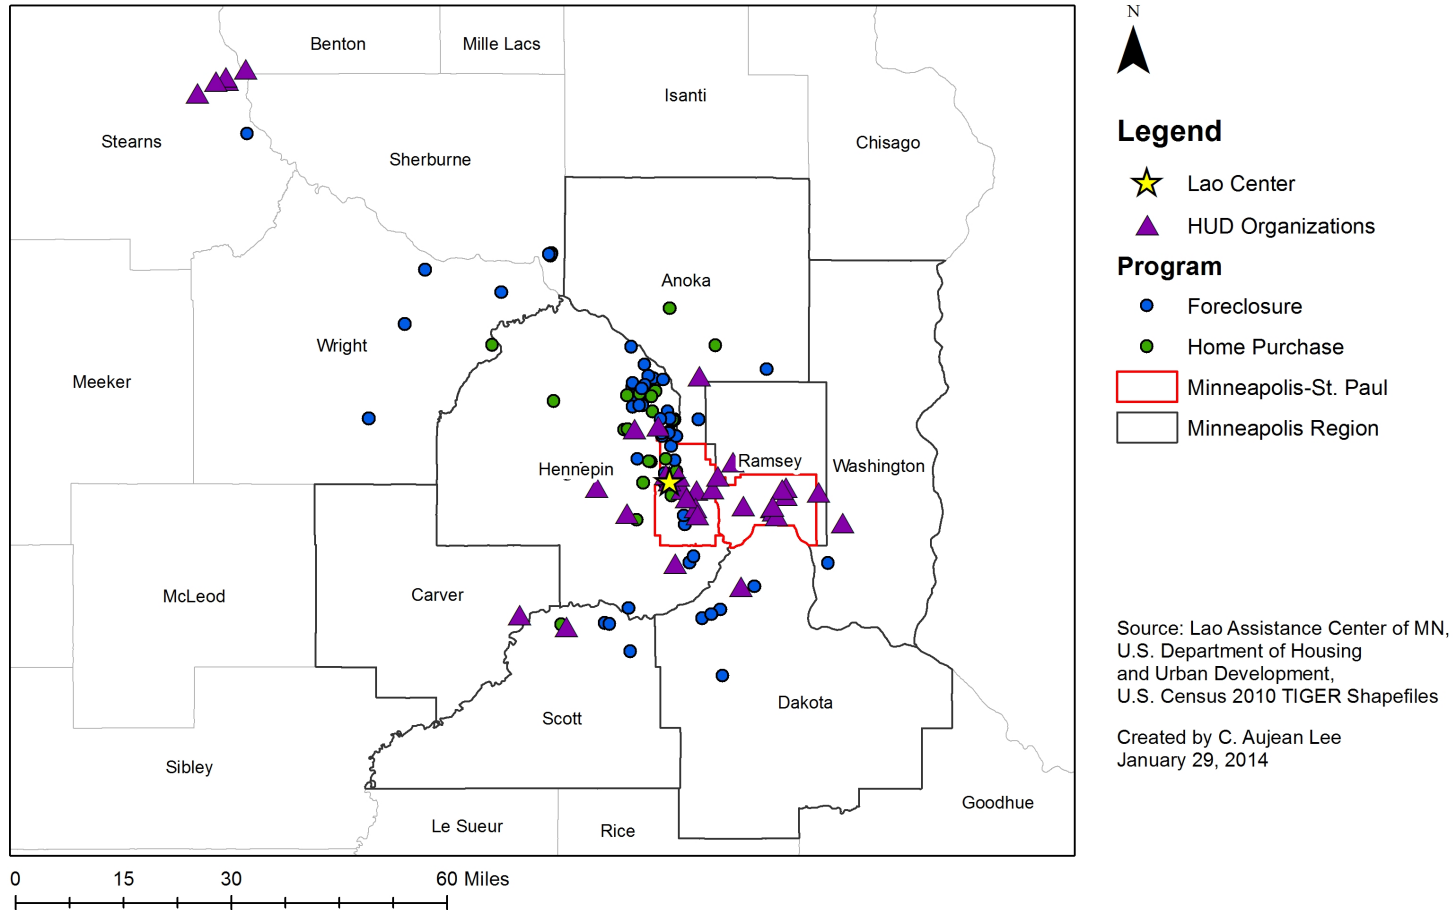 Benton
Mille Lacs
Isanti
Chisago
Stearns
Sherburne
Anoka
Wright
Meeker
Hennepin
Ramsey
Washington
McLeod
Carver
Scott
Dakota
Sibley
Le Sueur
Rice
Goodhue
0 15 30 60 Miles
N
Legend
Lao Center
HUD Organizations
Program
Foreclosure
Home Purchase
Minneapolis-St. Paul
Minneapolis Region
Source: Lao Assistance Center of MN,
U.S. Department of Housing
and Urban Development,
U.S. Census 2010 TIGER Shapefiles
Created by C. Aujean Lee
January 29, 2014